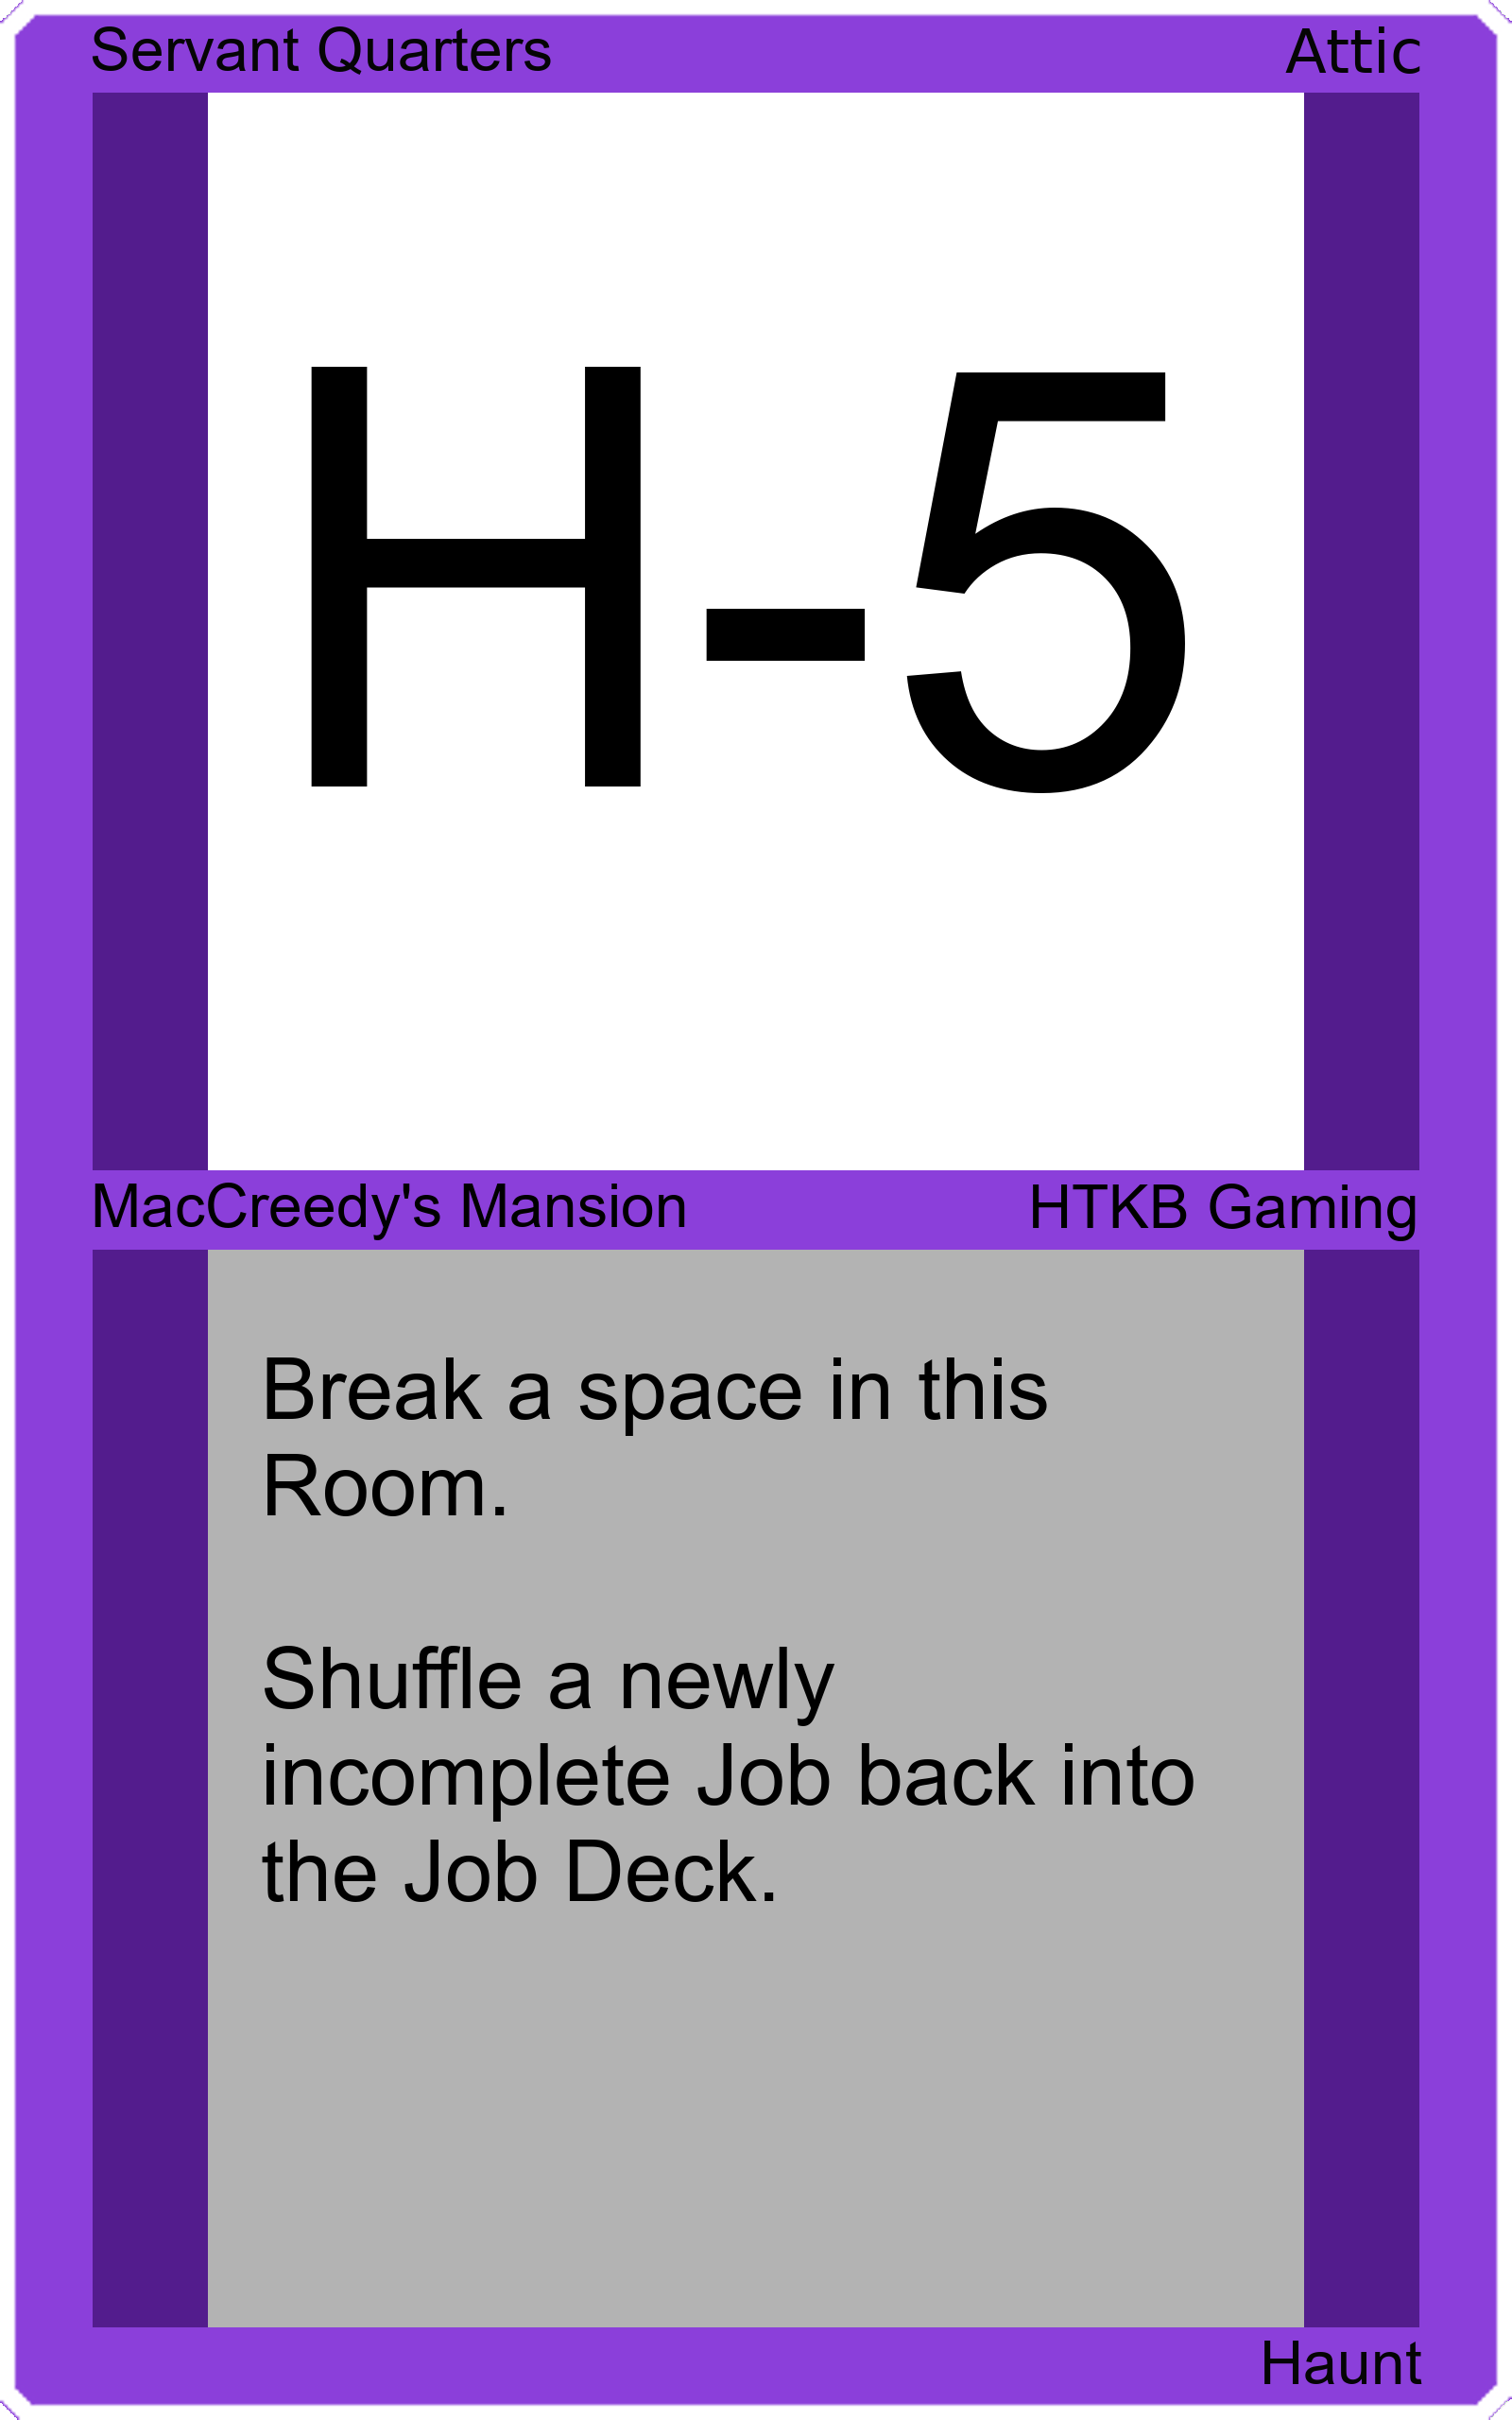 Servant Quarters Attic
H-5
MacCreedy's Mansion HTKB Gaming
Break a space in this
Room.
Shuffle a newly
incomplete Job back into
the Job Deck.
Haunt